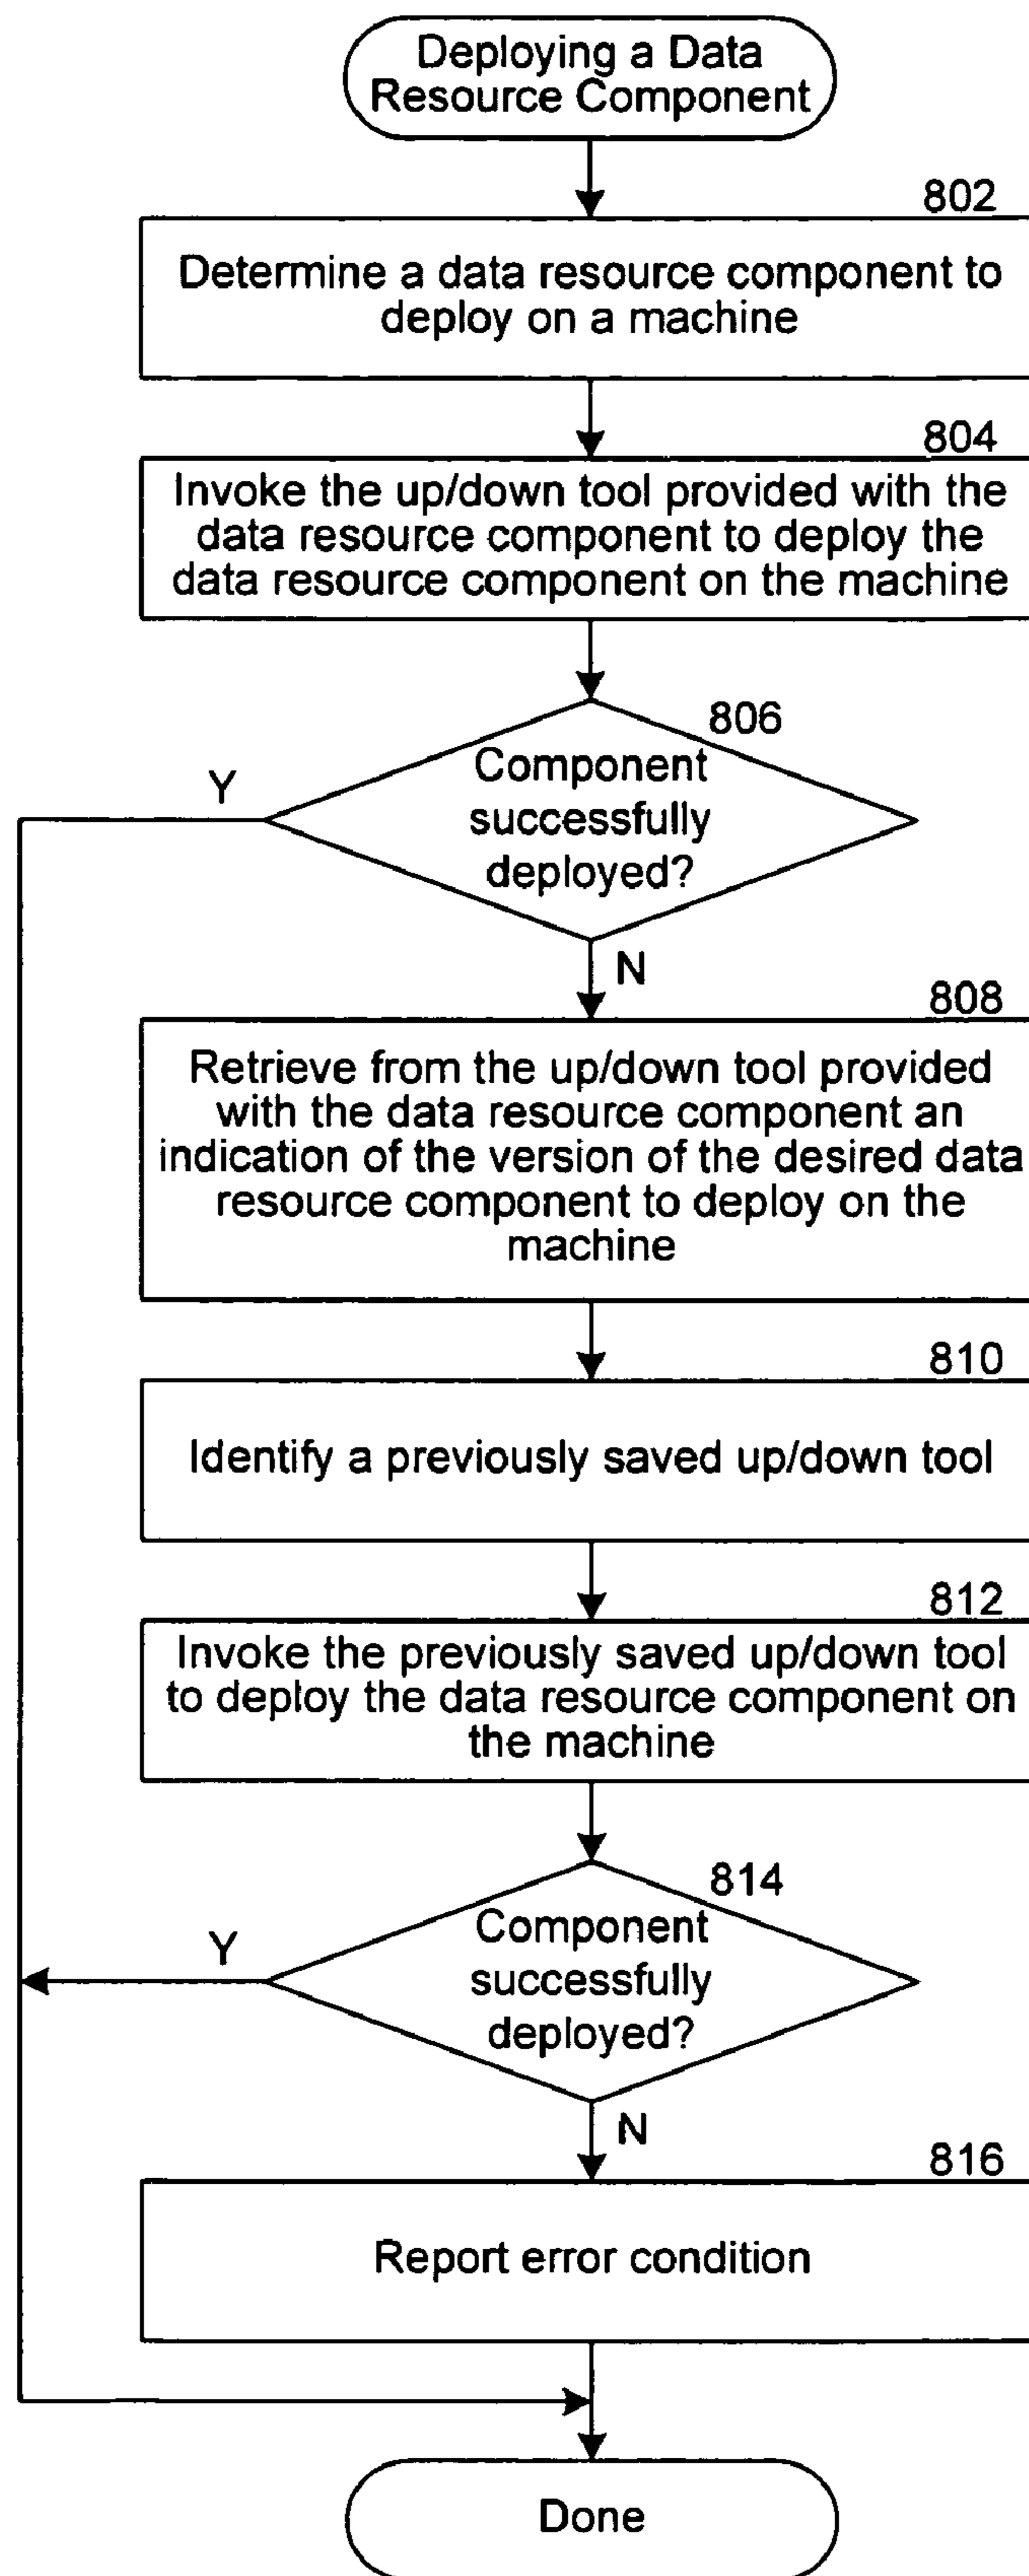 Deploying a Data
Resource Component
802
Determine a data resource component to
deploy on a machine
804
Invoke the up/down tool provided with the
data resource component to deploy the
data resource component on the machine
806
Component
successfully
deployed?
Y
N
808
Retrieve from the up/down tool provided
with the data resource component an
indication of the version of the desired data
resource component to deploy on the
machine
810
Identify a previously saved up/down tool
812
Invoke the previously saved up/down tool
to deploy the data resource component on
the machine
814
Component
successfully
deployed?
Y
N
816
Report error condition
Done